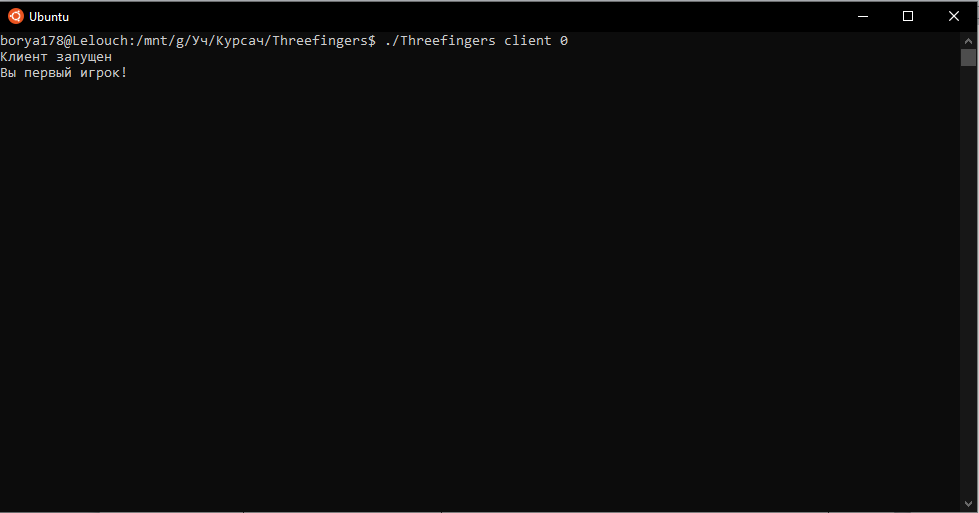 Ubuntu
borya178@Lelouch:/mnt/g/Уч/Курсач/Threefingers$ ./Threefingers client 0
Клиент запущен
Вы первый игрок!